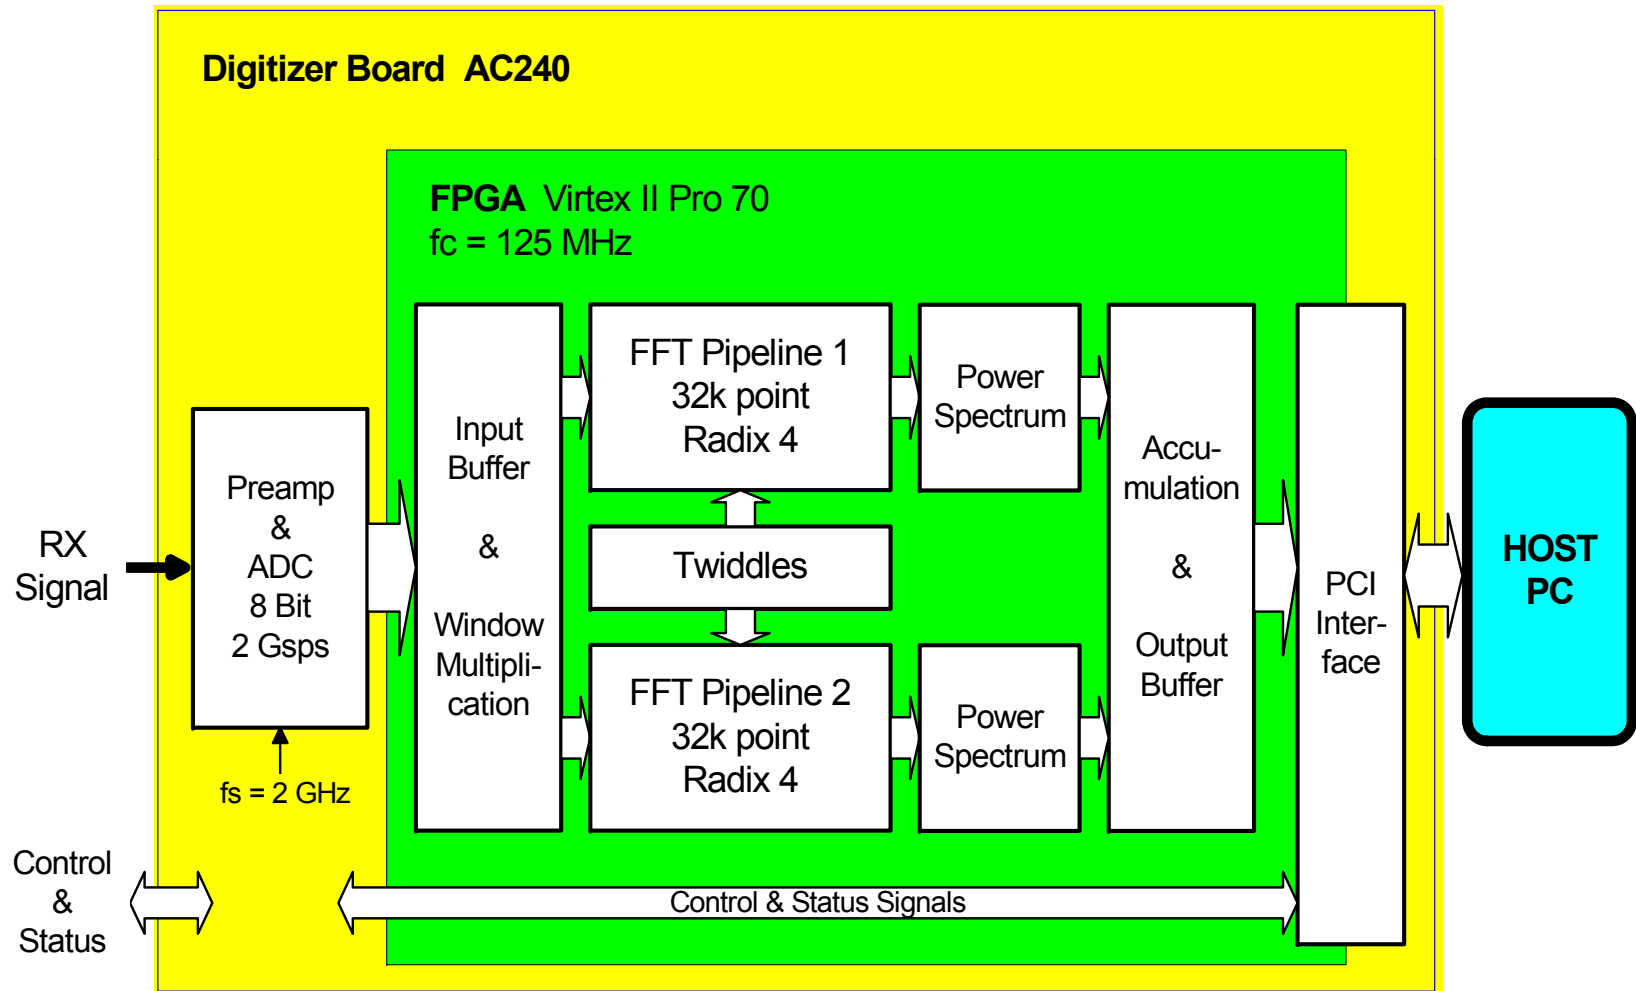 Digitizer Board AC240
FPGA Virtex II Pro 70
fc = 125 MHz
RX
Signal
Preamp
&
ADC
8 Bit
2 Gsps
fs = 2 GHz
Input
Buffer
&
Window
Multipli-
cation
FFT Pipeline 1
32k point
Radix 4
Twiddles
FFT Pipeline 2
32k point
Radix 4
Power
Spectrum
Power
Spectrum
Accu-
mulation
&
Output
Buffer
PCI
Inter-
face
HOST
PC
Control
&
Status
Control & Status Signals